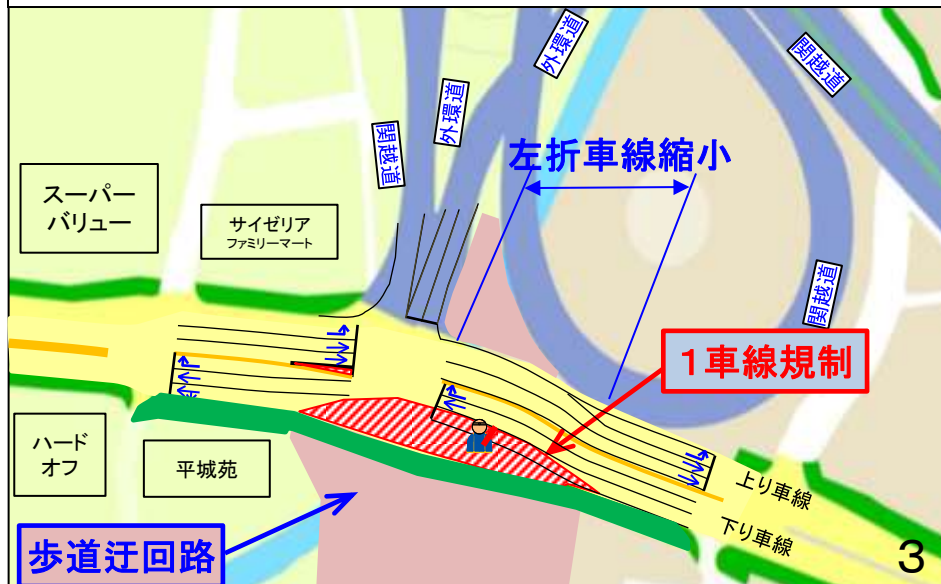 外環道
関越道
外環道
関越道
左折車線縮小
スーパー
バリュー
サイゼリア
ファミリーマート
関越道
1車線規制
ハード
オフ
平城苑
上り車線
下り車線
歩道迂回路
3